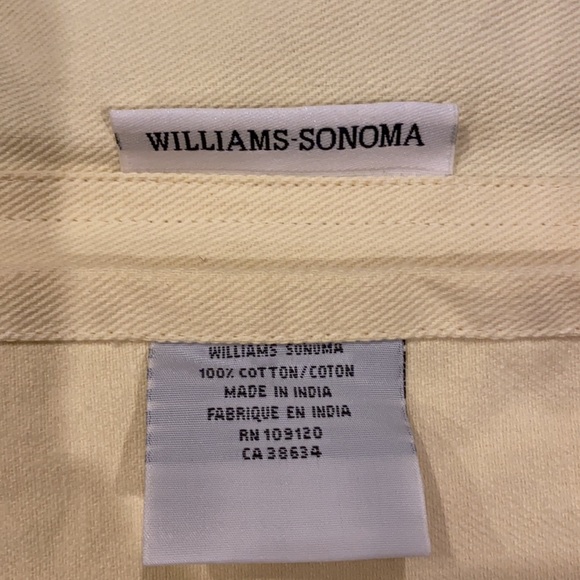 WILLIAMS-SONOMA
WILLIAMS SONOMA
100% COTTON/COTON
MADE IN INDIA
FABRIQUE EN INDIA
RN 109120
CA 38634